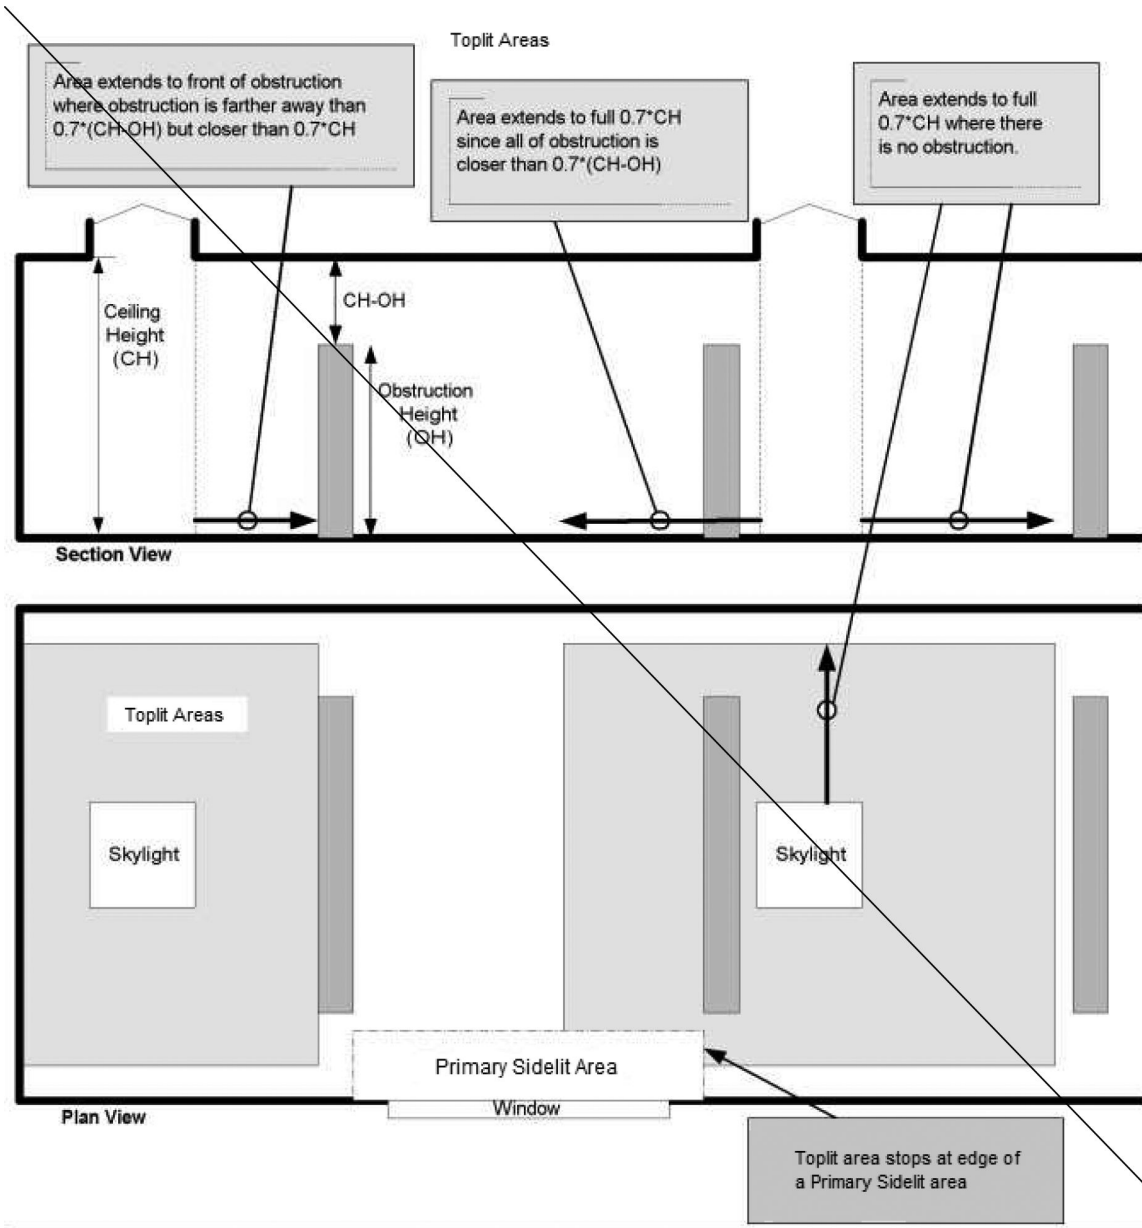 Toplit Areas
Area extends to front of obstruction
where obstruction is farther away than
0.7*(CH-OH) but closer than 0.7*CH
Area extends to full 0.7*CH
since all of obstruction is
closer than 0.7*(CH-OH)
Area extends to full
0.7*CH where there
is no obstruction.
Ceiling
Height
(CH)
CH-OH
Obstruction
Height
(OH)
Section View
Toplit Areas
Skylight
Skylight
Primary Sidelit Area
Window
Plan View
Toplit area stops at edge of
a Primary Sidelit area